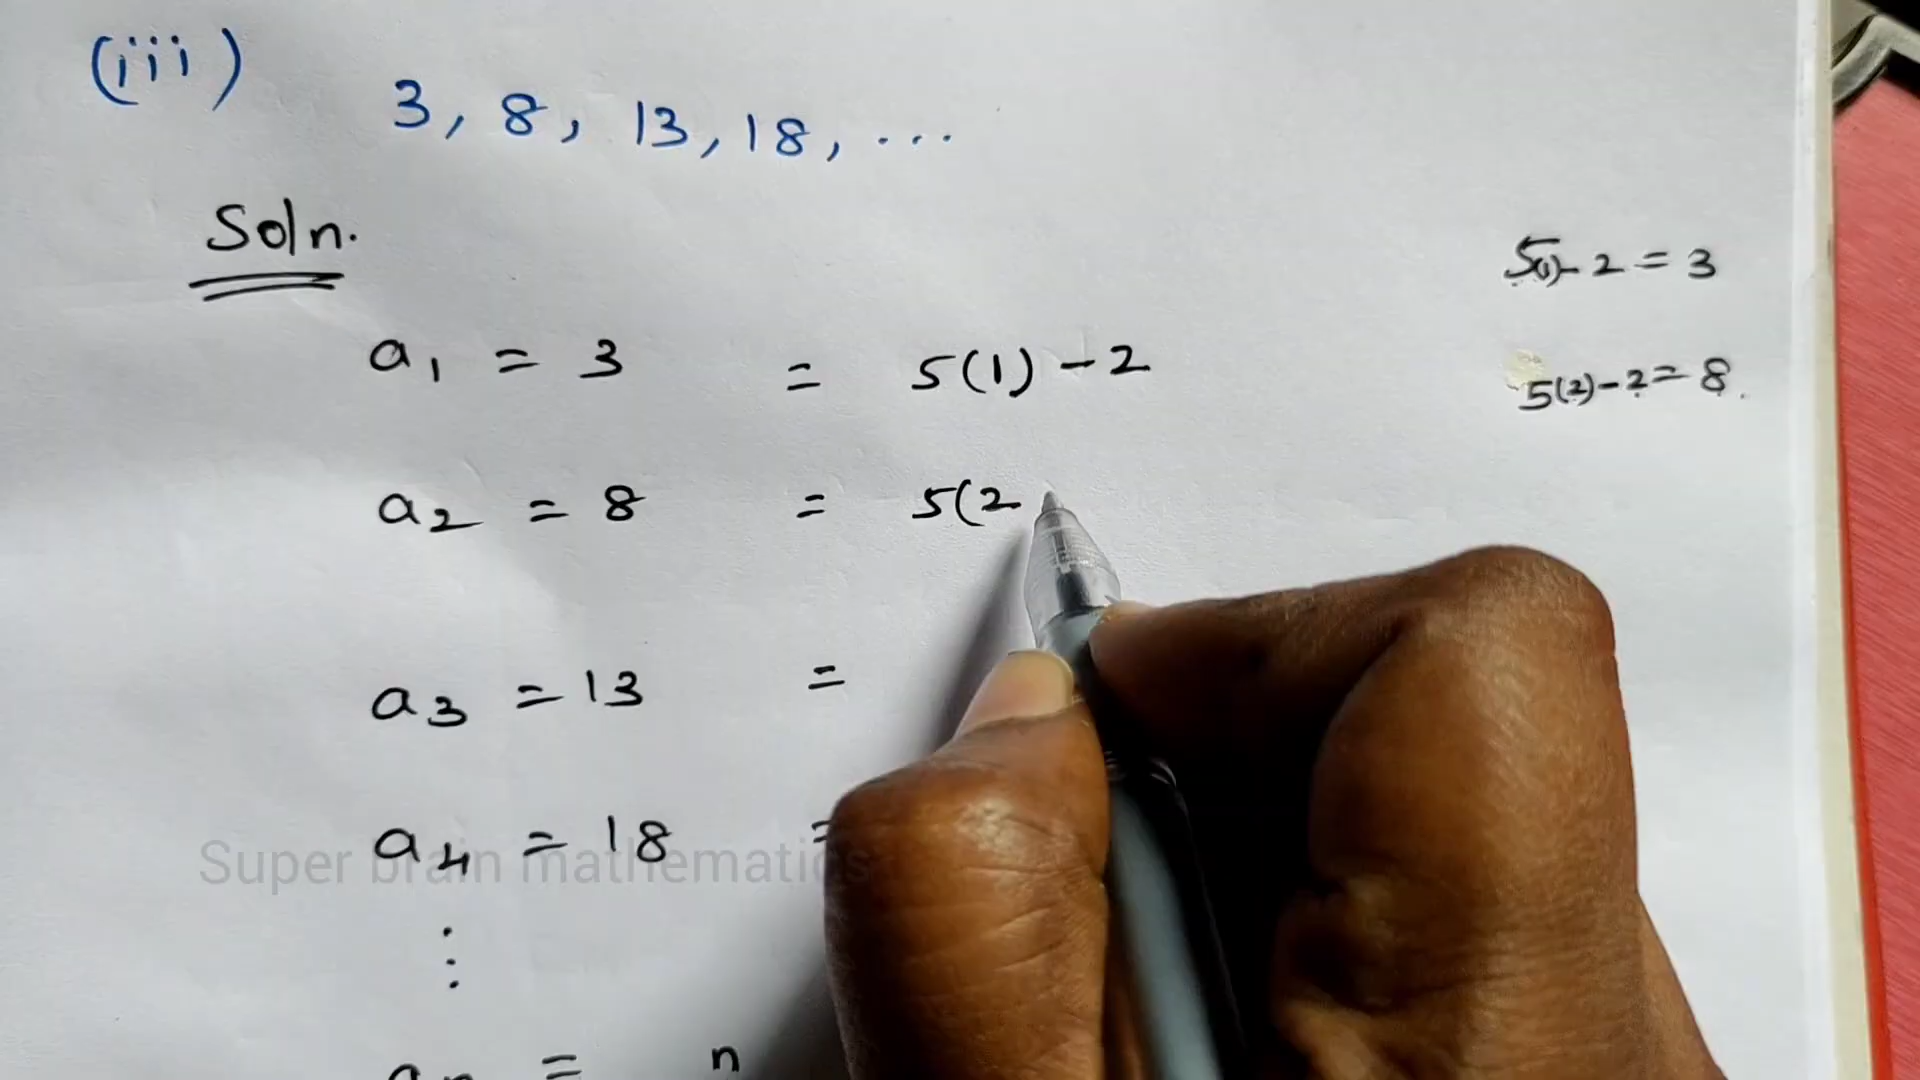 (iii) 3, 8, 13, 18, ...
Soln.
5(1)-2 = 3
a1 = 3 = 5(1) - 2
5(2)-2 = 8.
a2 = 8 = 5(2
a3 = 13 =
a4 = 18 =
Super brain mathematics
⋮
an = n